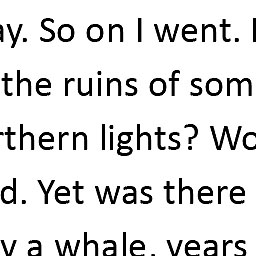 ay. So on I went. I
the ruins of som
rthern lights? Wo
d. Yet was there
y a whale, years